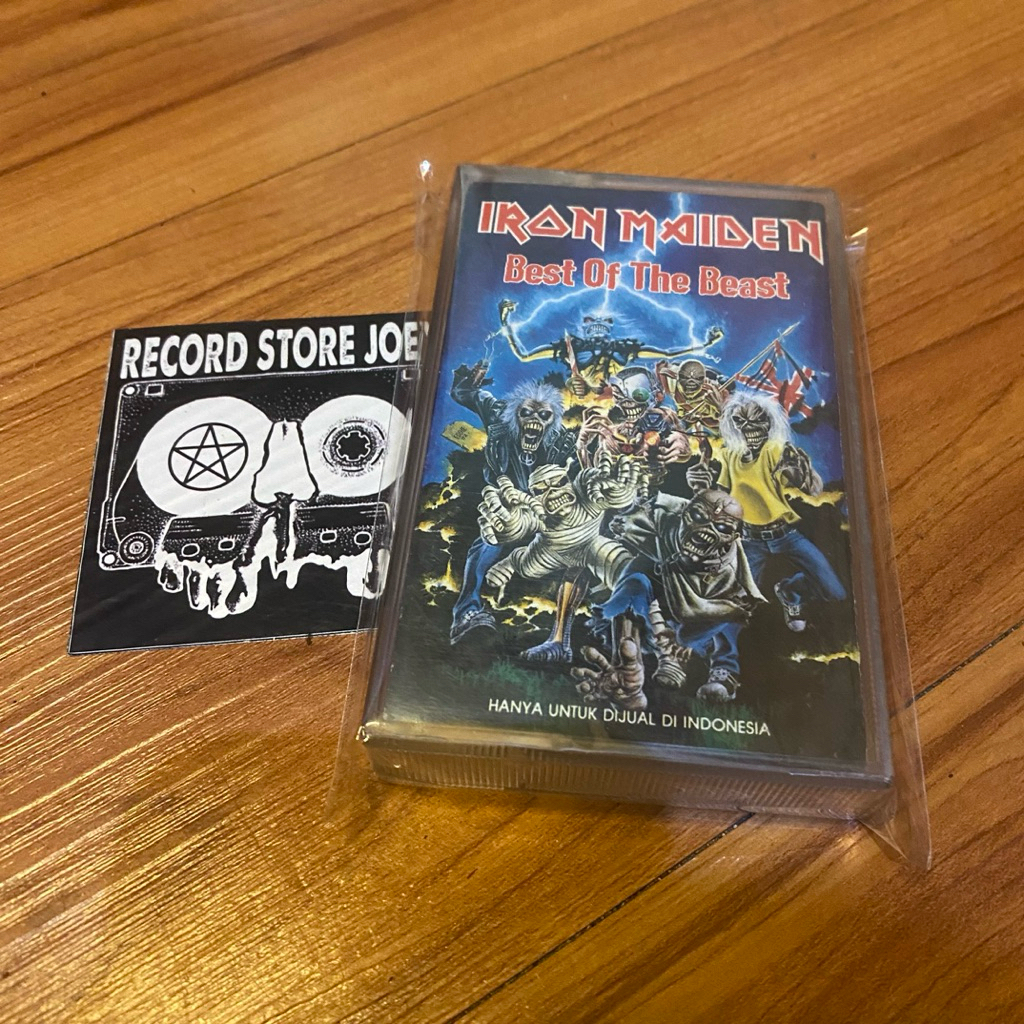 IRON MAIDEN
Best Of The Beast
RECORD STORE JOE
HANYA UNTUK DIJUAL DI INDONESIA